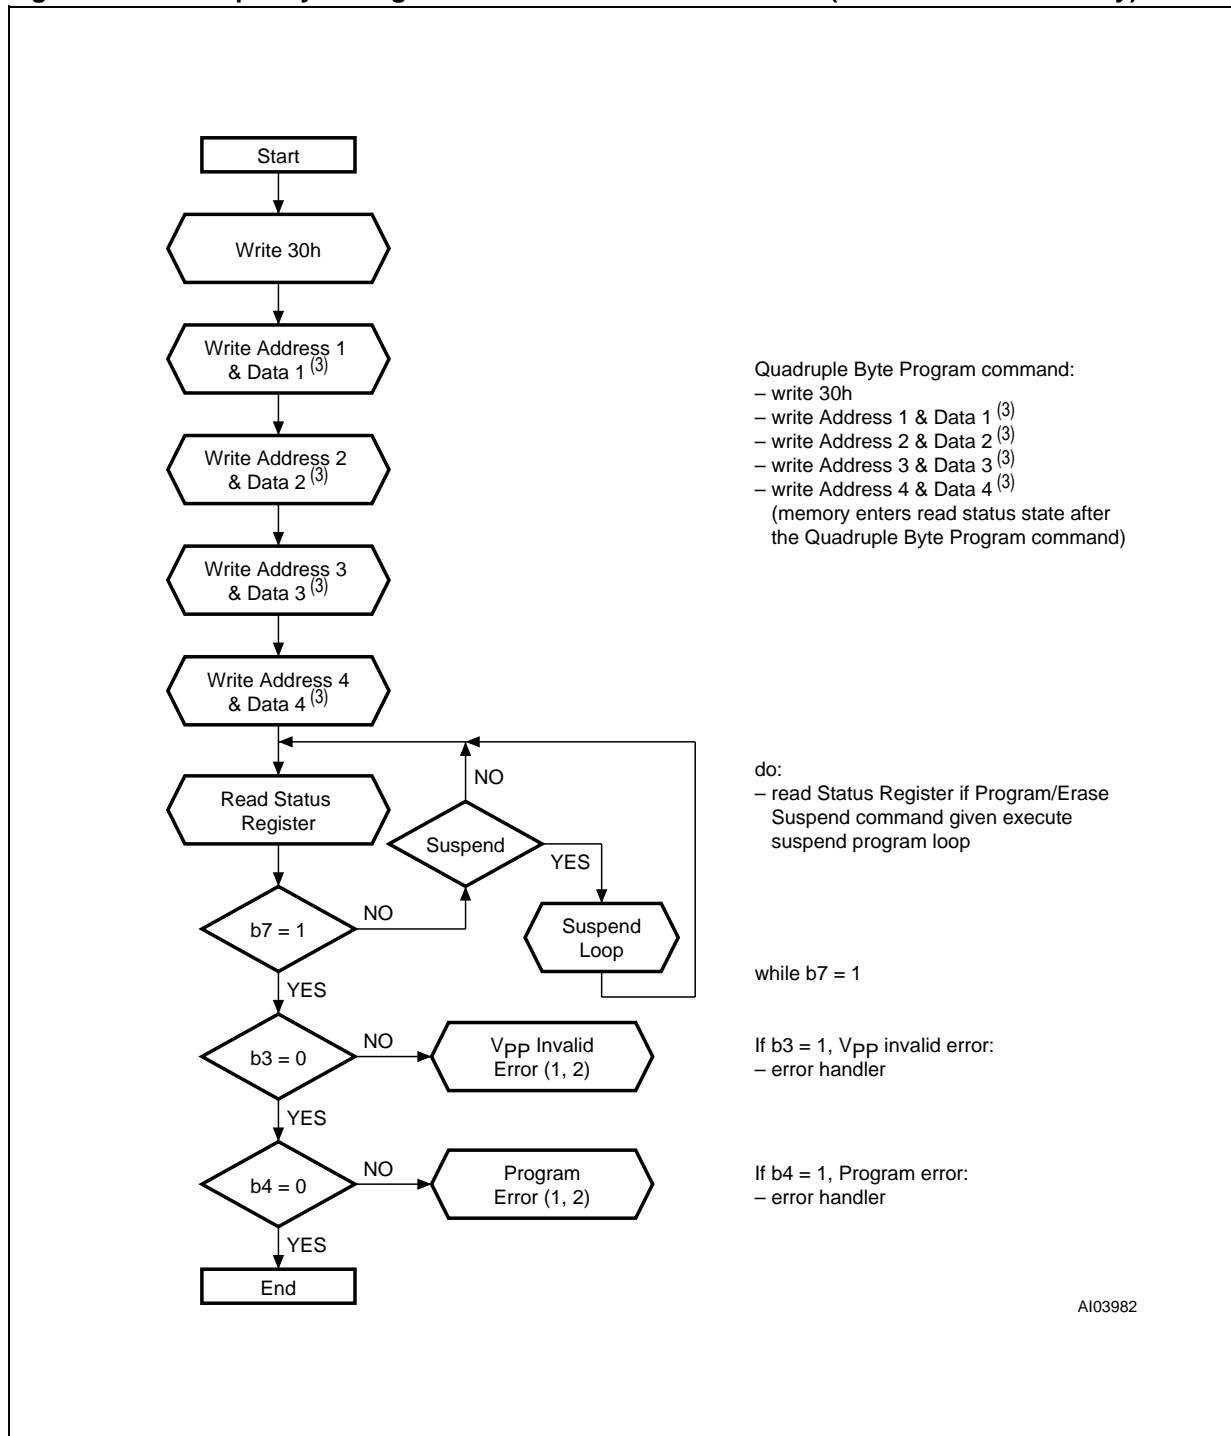 Start
Write 30h
Write Address 1
& Data 1 (3)
Write Address 2
& Data 2 (3)
Write Address 3
& Data 3 (3)
Write Address 4
& Data 4 (3)
Quadruple Byte Program command:
– write 30h
– write Address 1 & Data 1 (3)
– write Address 2 & Data 2 (3)
– write Address 3 & Data 3 (3)
– write Address 4 & Data 4 (3)
(memory enters read status state after
the Quadruple Byte Program command)
Read Status
Register
NO
Suspend
YES
Suspend
Loop
do:
– read Status Register if Program/Erase
Suspend command given execute
suspend program loop
b7 = 1
NO
YES
while b7 = 1
b3 = 0
NO
VPP Invalid
Error (1, 2)
If b3 = 1, VPP invalid error:
– error handler
YES
b4 = 0
NO
Program
Error (1, 2)
If b4 = 1, Program error:
– error handler
YES
End
AI03982